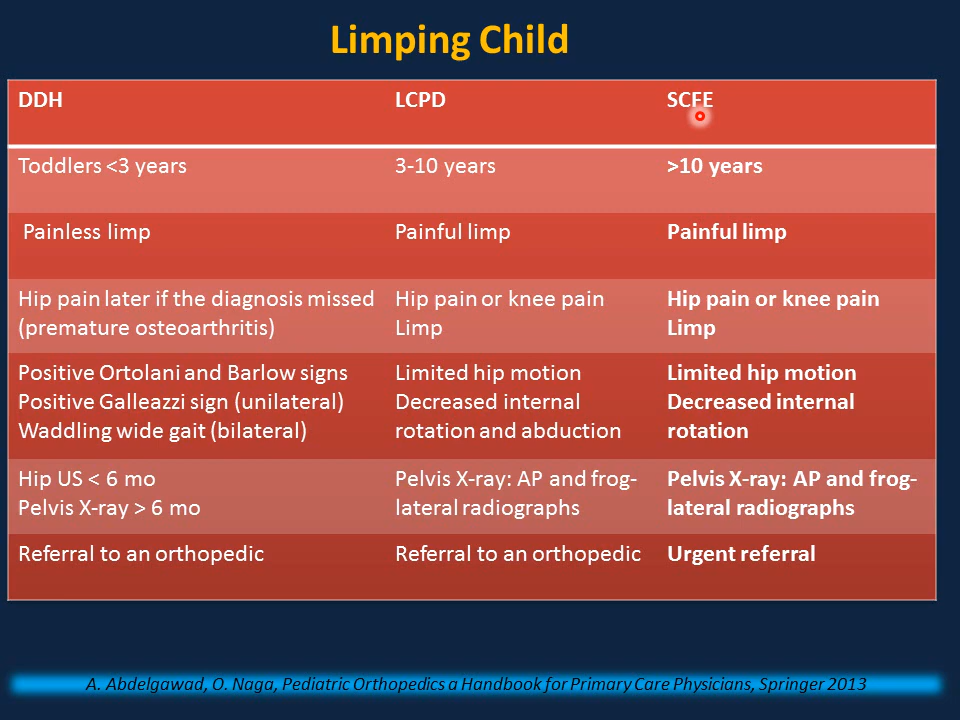 Limping Child
DDH LCPD SCFE
Toddlers <3 years 3-10 years >10 years
Painless limp Painful limp Painful limp
Hip pain later if the diagnosis missed Hip pain or knee pain Hip pain or knee pain
(premature osteoarthritis) Limp Limp
Positive Ortolani and Barlow signs Limited hip motion Limited hip motion
Positive Galleazzi sign (unilateral) Decreased internal Decreased internal
Waddling wide gait (bilateral) rotation and abduction rotation
Hip US < 6 mo Pelvis X-ray: AP and frog- Pelvis X-ray: AP and frog-
Pelvis X-ray > 6 mo lateral radiographs lateral radiographs
Referral to an orthopedic Referral to an orthopedic Urgent referral
A. Abdelgawad, O. Naga, Pediatric Orthopedics a Handbook for Primary Care Physicians, Springer 2013